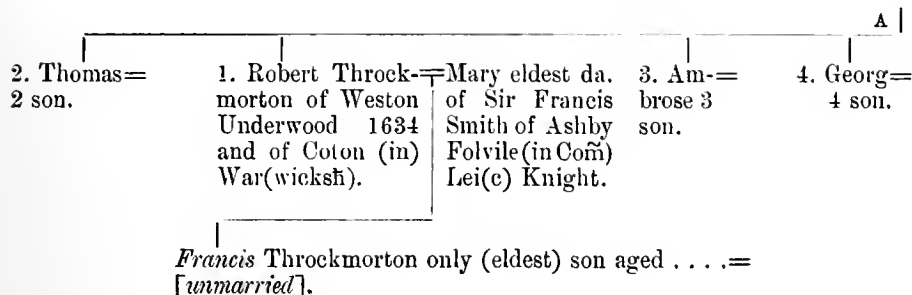 A
2. Thomas=
2 son.
1. Robert Throck-=
morton of Weston
Underwood 1634
and of Coton (in)
War(wicksħ).
Mary eldest da.
of Sir Francis
Smith of Ashby
Folvile (in Com̃)
Lei(c) Knight.
3. Am-=
brose 3
son.
4. Georg=
4 son.
Francis Throckmorton only (eldest) son aged . . . .=
[unmarried].